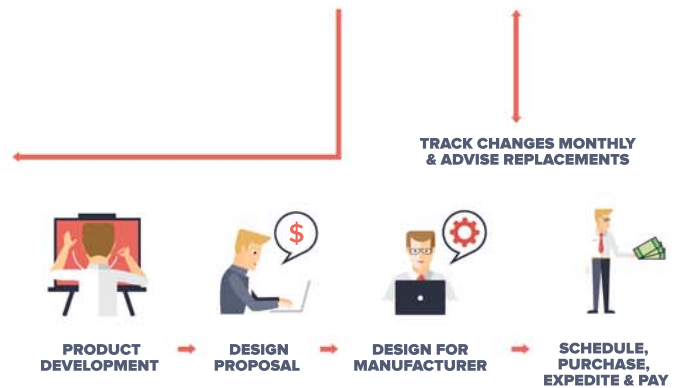 TRACK CHANGES MONTHLY
& ADVISE REPLACEMENTS
$
PRODUCT
DEVELOPMENT
DESIGN
PROPOSAL
DESIGN FOR
MANUFACTURER
SCHEDULE,
PURCHASE,
EXPEDITE & PAY